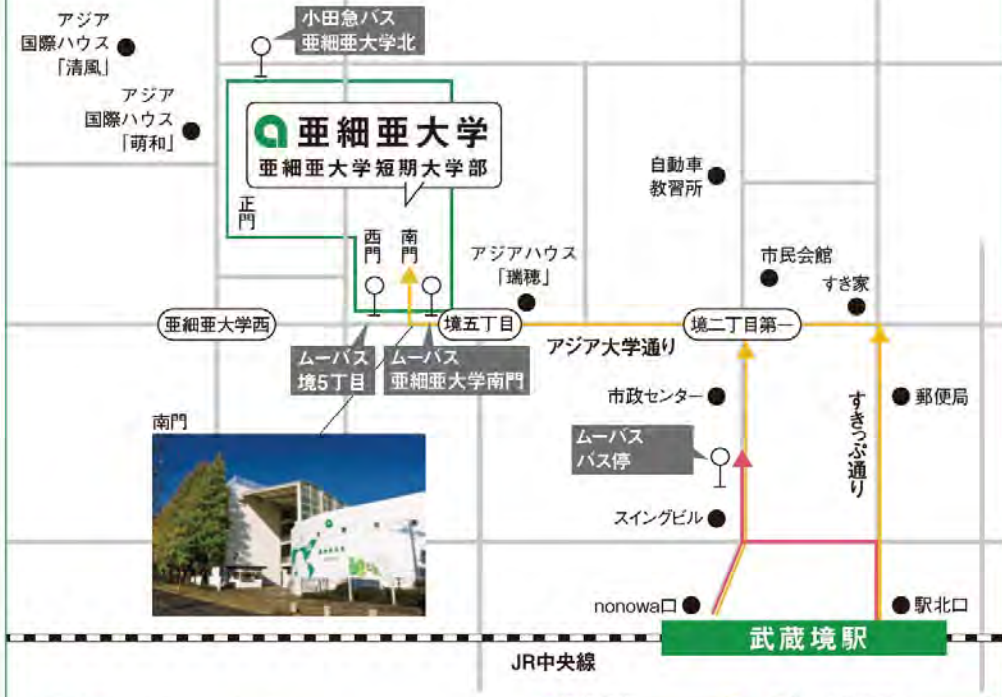 アジア
国際ハウス
「清風」
小田急バス
亜細亜大学北
アジア
国際ハウス
「萌和」
亜細亜大学
亜細亜大学短期大学部
正門
西門
南門
アジアハウス
「瑞穂」
自動車
教習所
市民会館
すき家
亜細亜大学西
境五丁目
境二丁目第一
アジア大学通り
ムーバス
境5丁目
ムーバス
亜細亜大学南門
市政センター
郵便局
すきっぷ通り
南門
ムーバス
バス停
スイングビル
nonowa口
駅北口
武蔵境駅
JR中央線